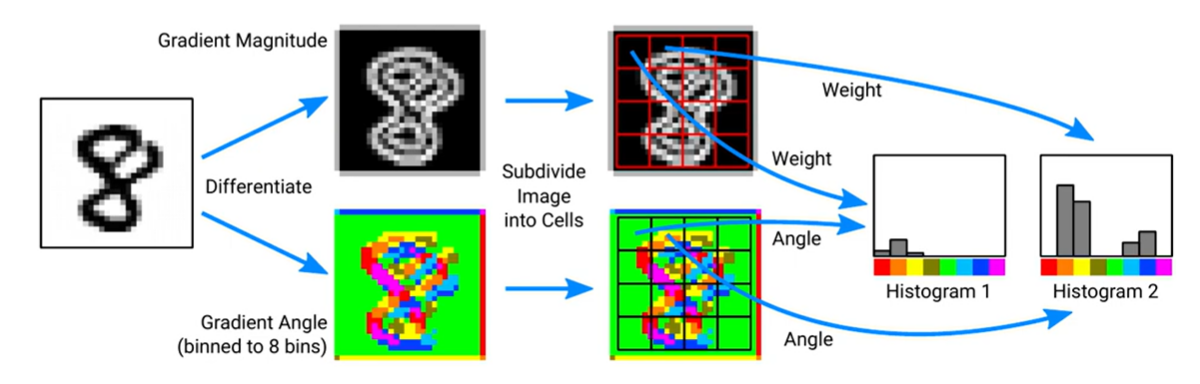 Gradient Magnitude
Differentiate
Gradient Angle
(binned to 8 bins)
Subdivide
Image
into Cells
Weight
Weight
Angle
Angle
Histogram 1
Histogram 2